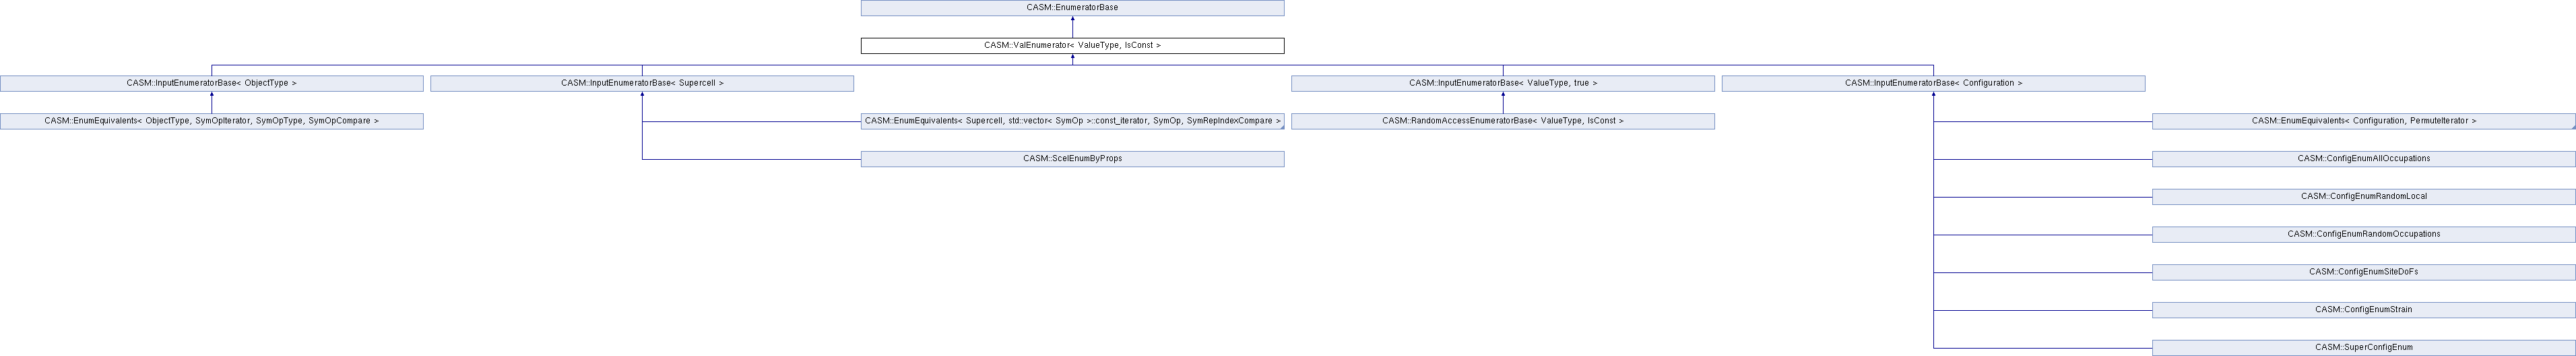 CASM::EnumeratorBase
CASM::ValEnumerator< ValueType, IsConst >
CASM::InputEnumeratorBase< ObjectType >
CASM::InputEnumeratorBase< Supercell >
CASM::InputEnumeratorBase< ValueType, true >
CASM::InputEnumeratorBase< Configuration >
CASM::EnumEquivalents< ObjectType, SymOpIterator, SymOpType, SymOpCompare >
CASM::EnumEquivalents< Supercell, std::vector< SymOp >::const_iterator, SymOp, SymRepIndexCompare >
CASM::RandomAccessEnumeratorBase< ValueType, IsConst >
CASM::EnumEquivalents< Configuration, PermuteIterator >
CASM::ScelEnumByProps
CASM::ConfigEnumAllOccupations
CASM::ConfigEnumRandomLocal
CASM::ConfigEnumRandomOccupations
CASM::ConfigEnumSiteDoFs
CASM::ConfigEnumStrain
CASM::SuperConfigEnum